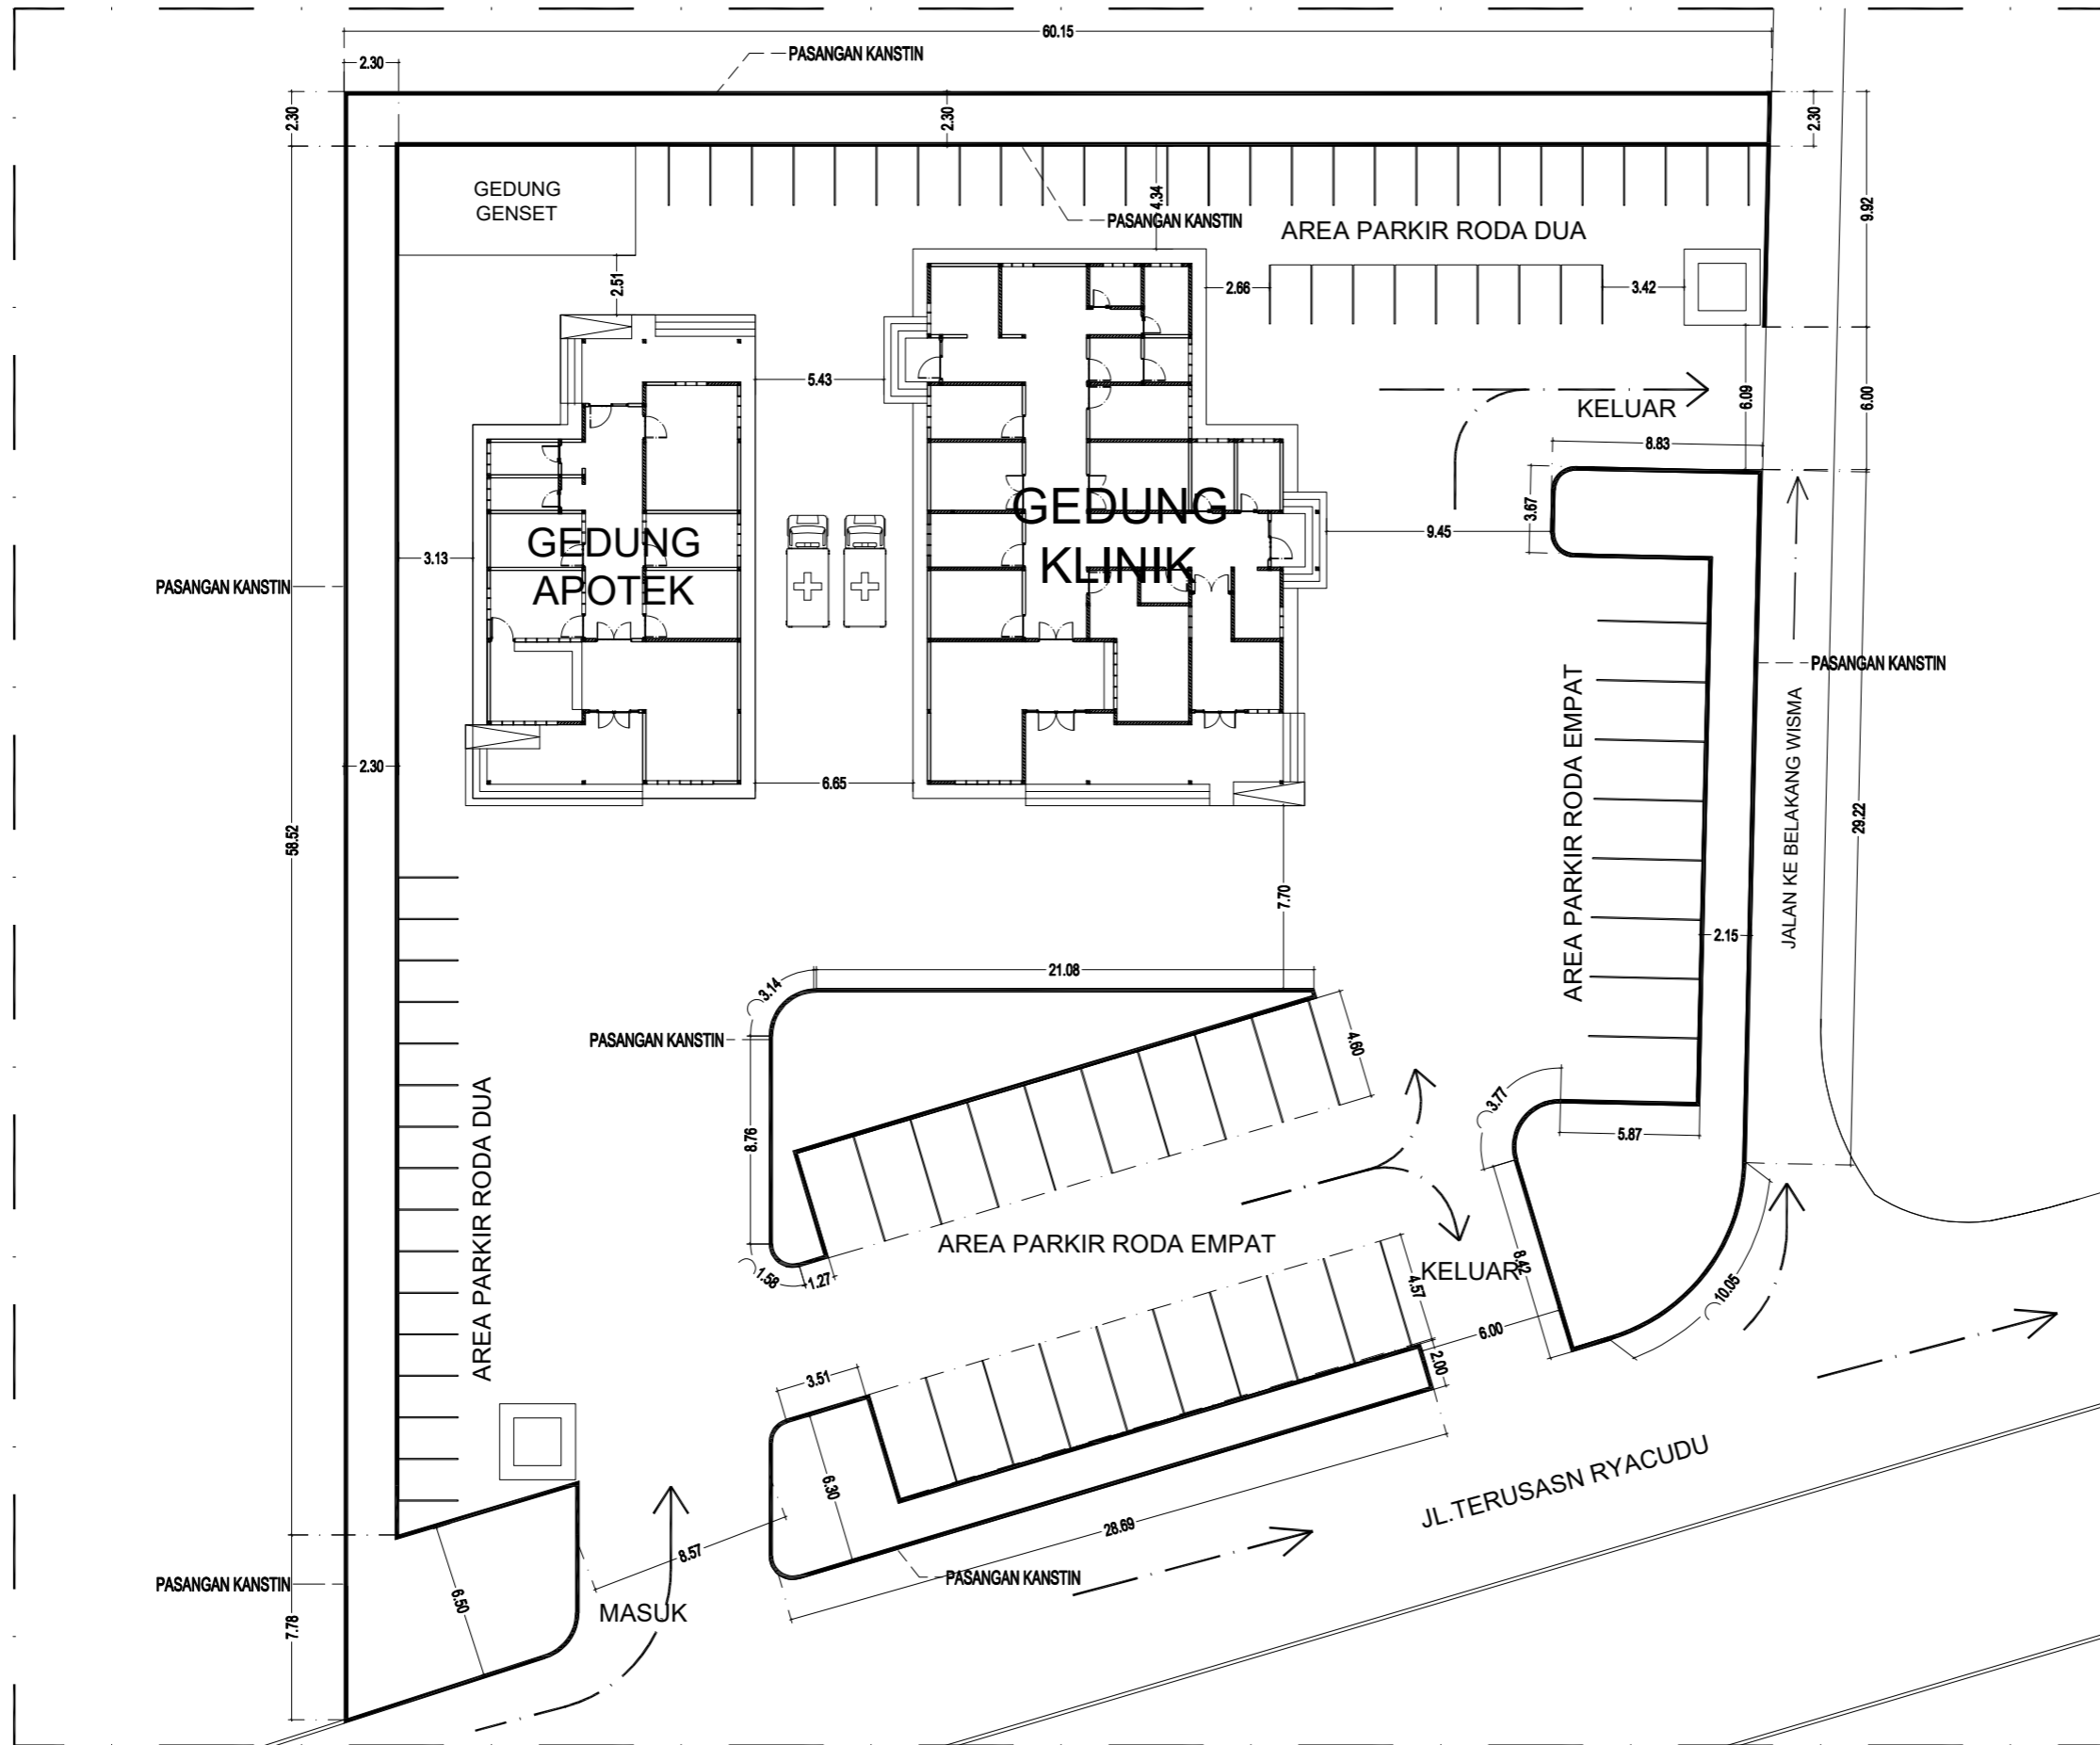 60.15
PASANGAN KANSTIN
2.30
2.30
2.30
2.30
GEDUNG
GENSET
4.34
PASANGAN KANSTIN
AREA PARKIR RODA DUA
9.92
2.51
2.66
3.42
5.43
KELUAR
6.09
6.00
8.83
3.67
GEDUNG
APOTEK
GEDUNG
KLINIK
9.45
3.13
PASANGAN KANSTIN
PASANGAN KANSTIN
AREA PARKIR RODA EMPAT
JALAN KE BELAKANG WISMA
2.30
6.65
58.52
29.22
7.70
2.15
21.08
3.14
PASANGAN KANSTIN
4.60
AREA PARKIR RODA DUA
8.76
3.77
5.87
AREA PARKIR RODA EMPAT
KELUAR
8.42
1.58
1.27
4.57
10.05
6.00
2.00
3.51
6.30
JL.TERUSASN RYACUDU
28.69
8.57
PASANGAN KANSTIN
PASANGAN KANSTIN
6.50
MASUK
7.78